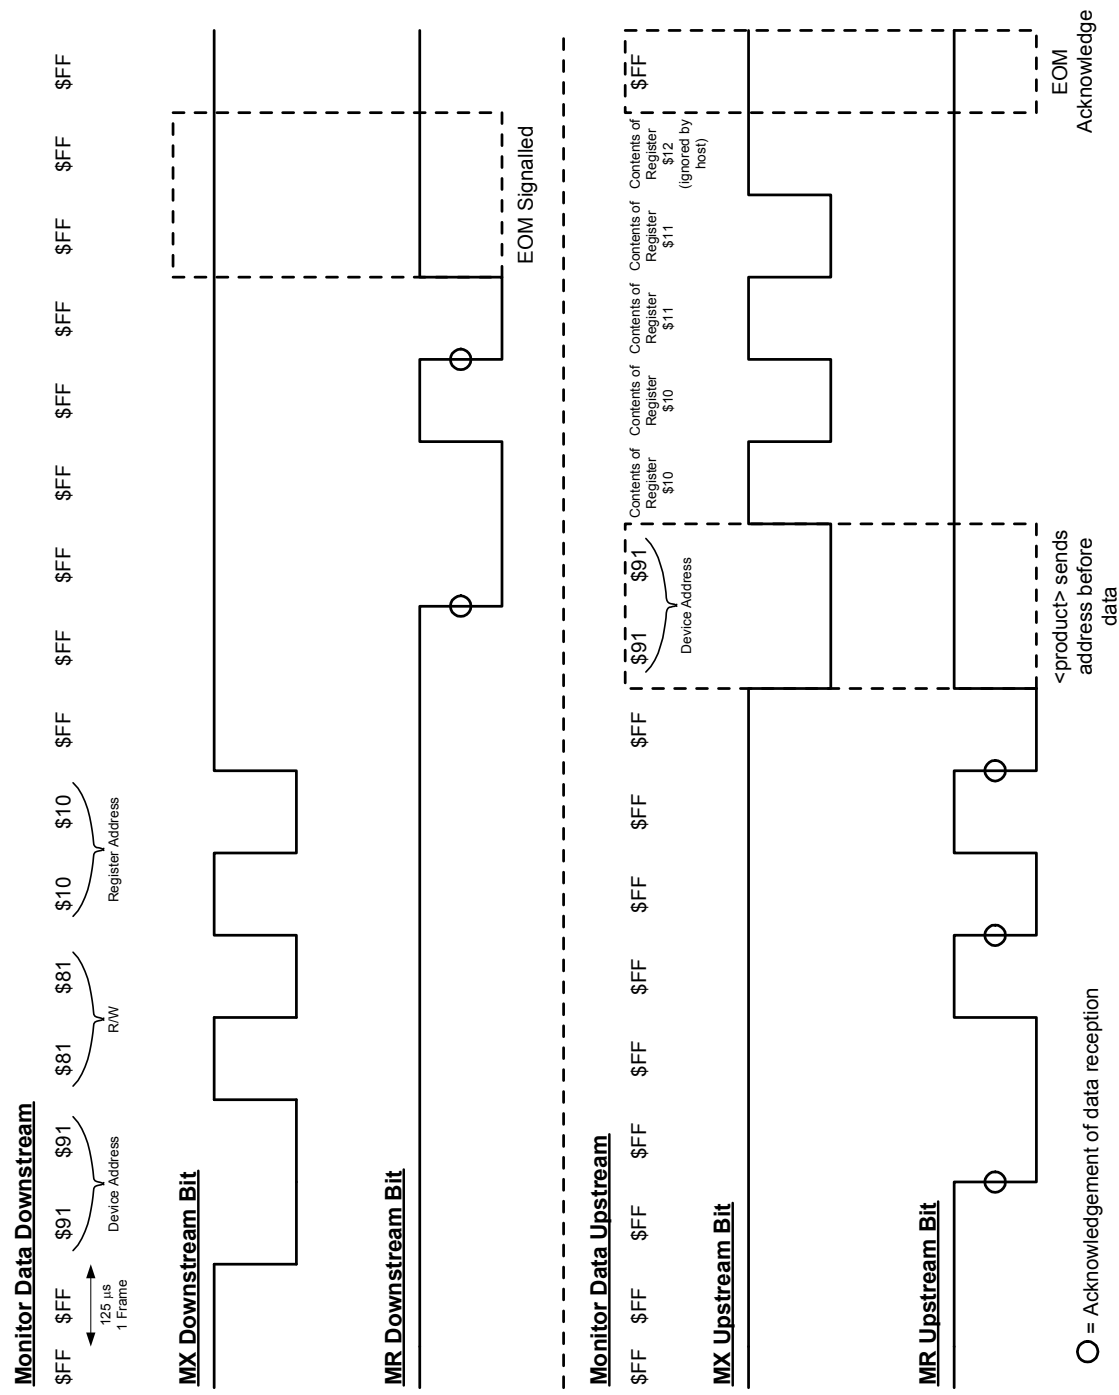 Monitor Data Downstream
$FF $FF $91 $91 $81 $81 $10 $10 $FF $FF $FF $FF $FF $FF $FF $FF $FF
125 µs
1 Frame
Device Address
R/W
Register Address
MX Downstream Bit
MR Downstream Bit
EOM Signalled
Monitor Data Upstream
$FF $FF $FF $FF $FF $FF $FF $FF $FF $91 $91
Device Address
Contents of
Register
$10
Contents of
Register
$10
Contents of
Register
$11
Contents of
Register
$11
Contents of
Register
$12
(ignored by
host)
$FF
MX Upstream Bit
MR Upstream Bit
<product> sends
address before
data
EOM
Acknowledge
= Acknowledgement of data reception